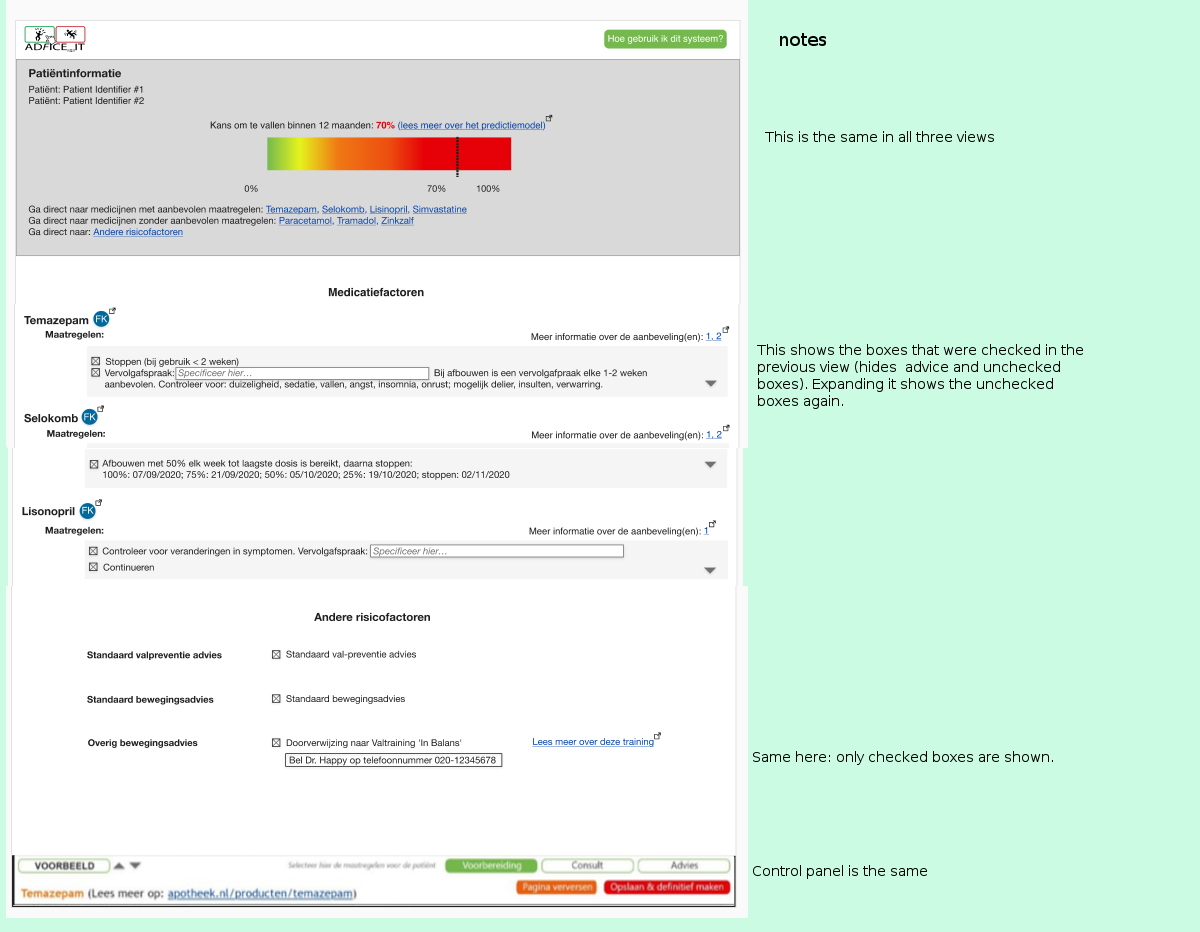 ADFICE_IT
Hoe gebruik ik dit systeem?
notes
Patiëntinformatie
Patiënt: Patient Identifier #1
Patiënt: Patient Identifier #2
Kans om te vallen binnen 12 maanden: 70% (lees meer over het predictiemodel)
This is the same in all three views
0% 70% 100%
Ga direct naar medicijnen met aanbevolen maatregelen: Temazepam, Selokomb, Lisinopril, Simvastatine
Ga direct naar medicijnen zonder aanbevolen maatregelen: Paracetamol, Tramadol, Zinkzalf
Ga direct naar: Andere risicofactoren
Medicatiefactoren
Temazepam FK
Maatregelen:
Meer informatie over de aanbeveling(en): 1, 2
Stoppen (bij gebruik < 2 weken)
Vervolgafspraak: Specificeer hier... Bij afbouwen is een vervolgafpraak elke 1-2 weken
aanbevolen. Controleer voor: duizeligheid, sedatie, vallen, angst, insomnia, onrust; mogelijk delier, insulten, verwarring.
This shows the boxes that were checked in the
previous view (hides  advice and unchecked
boxes). Expanding it shows the unchecked
boxes again.
Selokomb FK
Maatregelen:
Meer informatie over de aanbeveling(en): 1, 2
Afbouwen met 50% elk week tot laagste dosis is bereikt, daarna stoppen:
100%: 07/09/2020; 75%: 21/09/2020; 50%: 05/10/2020; 25%: 19/10/2020; stoppen: 02/11/2020
Lisonopril FK
Maatregelen:
Meer informatie over de aanbeveling(en): 1
Controleer voor veranderingen in symptomen. Vervolgafspraak: Specificeer hier...
Continueren
Andere risicofactoren
Standaard valpreventie advies
Standaard val-preventie advies
Standaard bewegingsadvies
Standaard bewegingsadvies
Overig bewegingsadvies
Doorverwijzing naar Valtraining 'In Balans'
Lees meer over deze training
Bel Dr. Happy op telefoonnummer 020-12345678
Same here: only checked boxes are shown.
VOORBEELD
Selecteer hier de maatregelen voor de patiënt
Voorbereiding
Consult
Advies
Control panel is the same
Temazepam (Lees meer op: apotheek.nl/producten/temazepam)
Pagina verversen
Opslaan & definitief maken